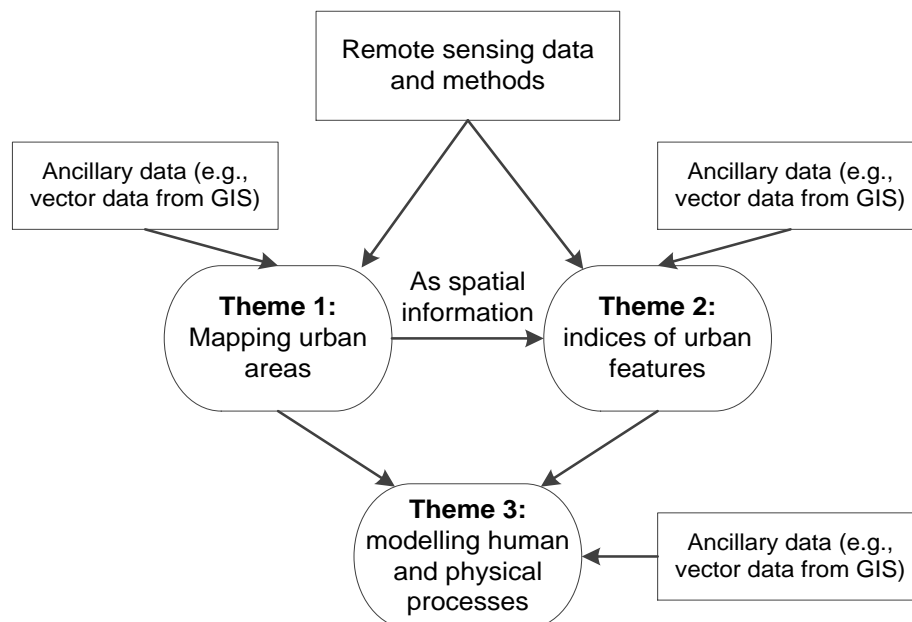 Remote sensing data
and methods
Ancillary data (e.g.,
vector data from GIS)
Ancillary data (e.g.,
vector data from GIS)
As spatial
information
Theme 1:
Mapping urban
areas
Theme 2:
indices of urban
features
Theme 3:
modelling human
and physical
processes
Ancillary data (e.g.,
vector data from GIS)